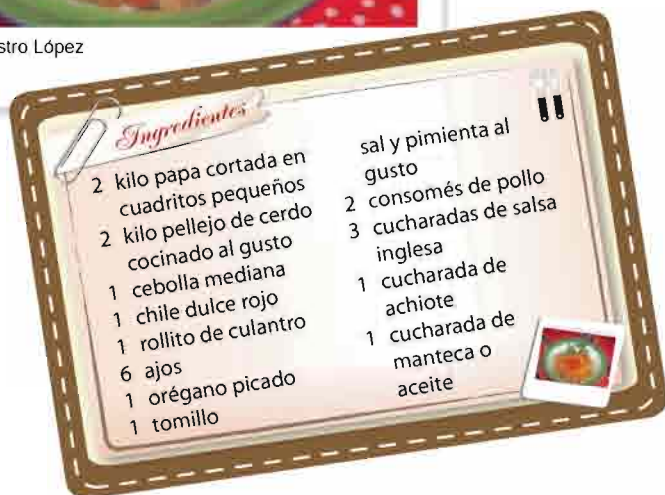 stro López
Ingredientes
2 kilo papa cortada en
cuadritos pequeños
2 kilo pellejo de cerdo
cocinado al gusto
1 cebolla mediana
1 chile dulce rojo
1 rollito de culantro
6 ajos
1 orégano picado
1 tomillo
sal y pimienta al
gusto
2 consomés de pollo
3 cucharadas de salsa
inglesa
1 cucharada de
achiote
1 cucharada de
manteca o
aceite